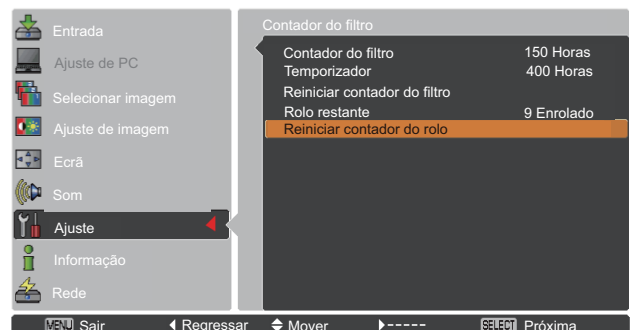 Entrada
Ajuste de PC
Selecionar imagem
Ajuste de imagem
Ecrã
Som
Ajuste
Informação
Rede
Contador do filtro
Contador do filtro 150 Horas
Temporizador 400 Horas
Reiniciar contador do filtro
Rolo restante 9 Enrolado
Reiniciar contador do rolo
MENU Sair Regressar Mover ----- SELECT Próxima